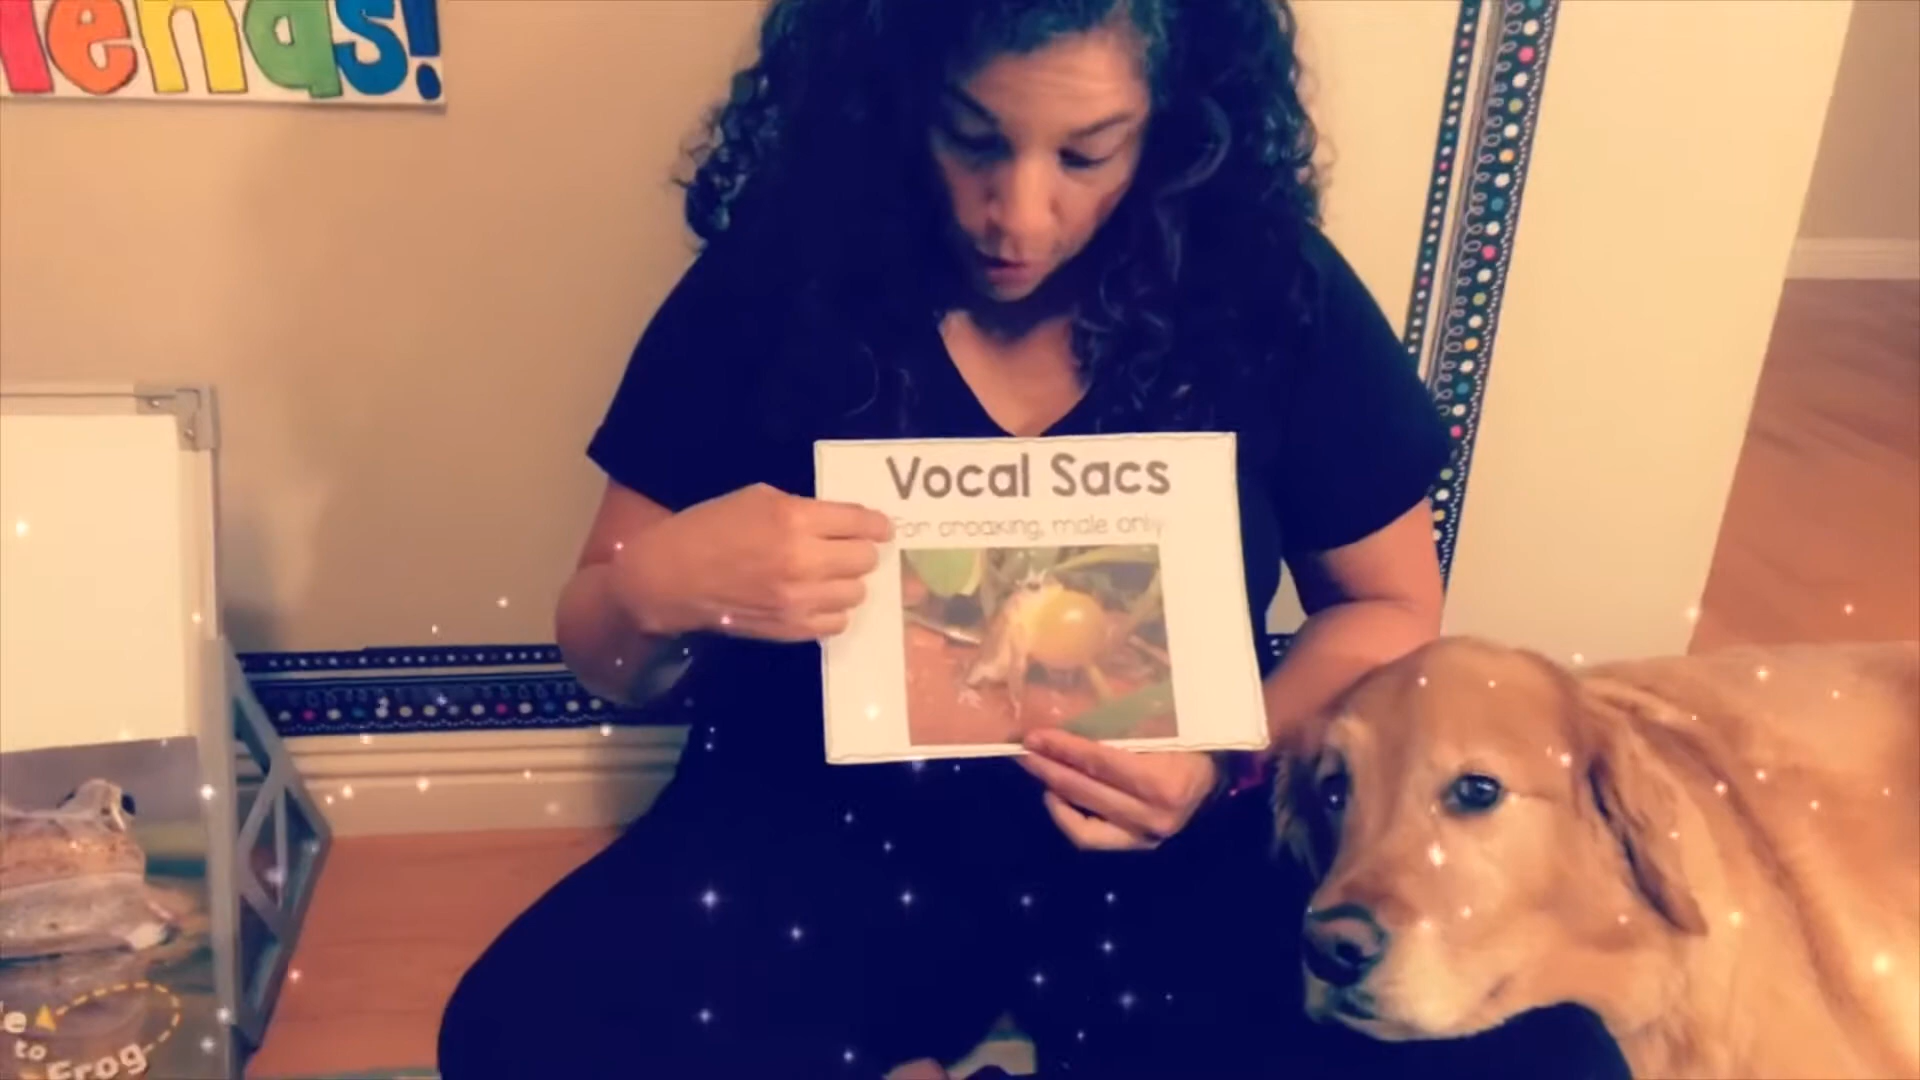 iends!
Vocal Sacs
For croaking, male only
e
to
Frog